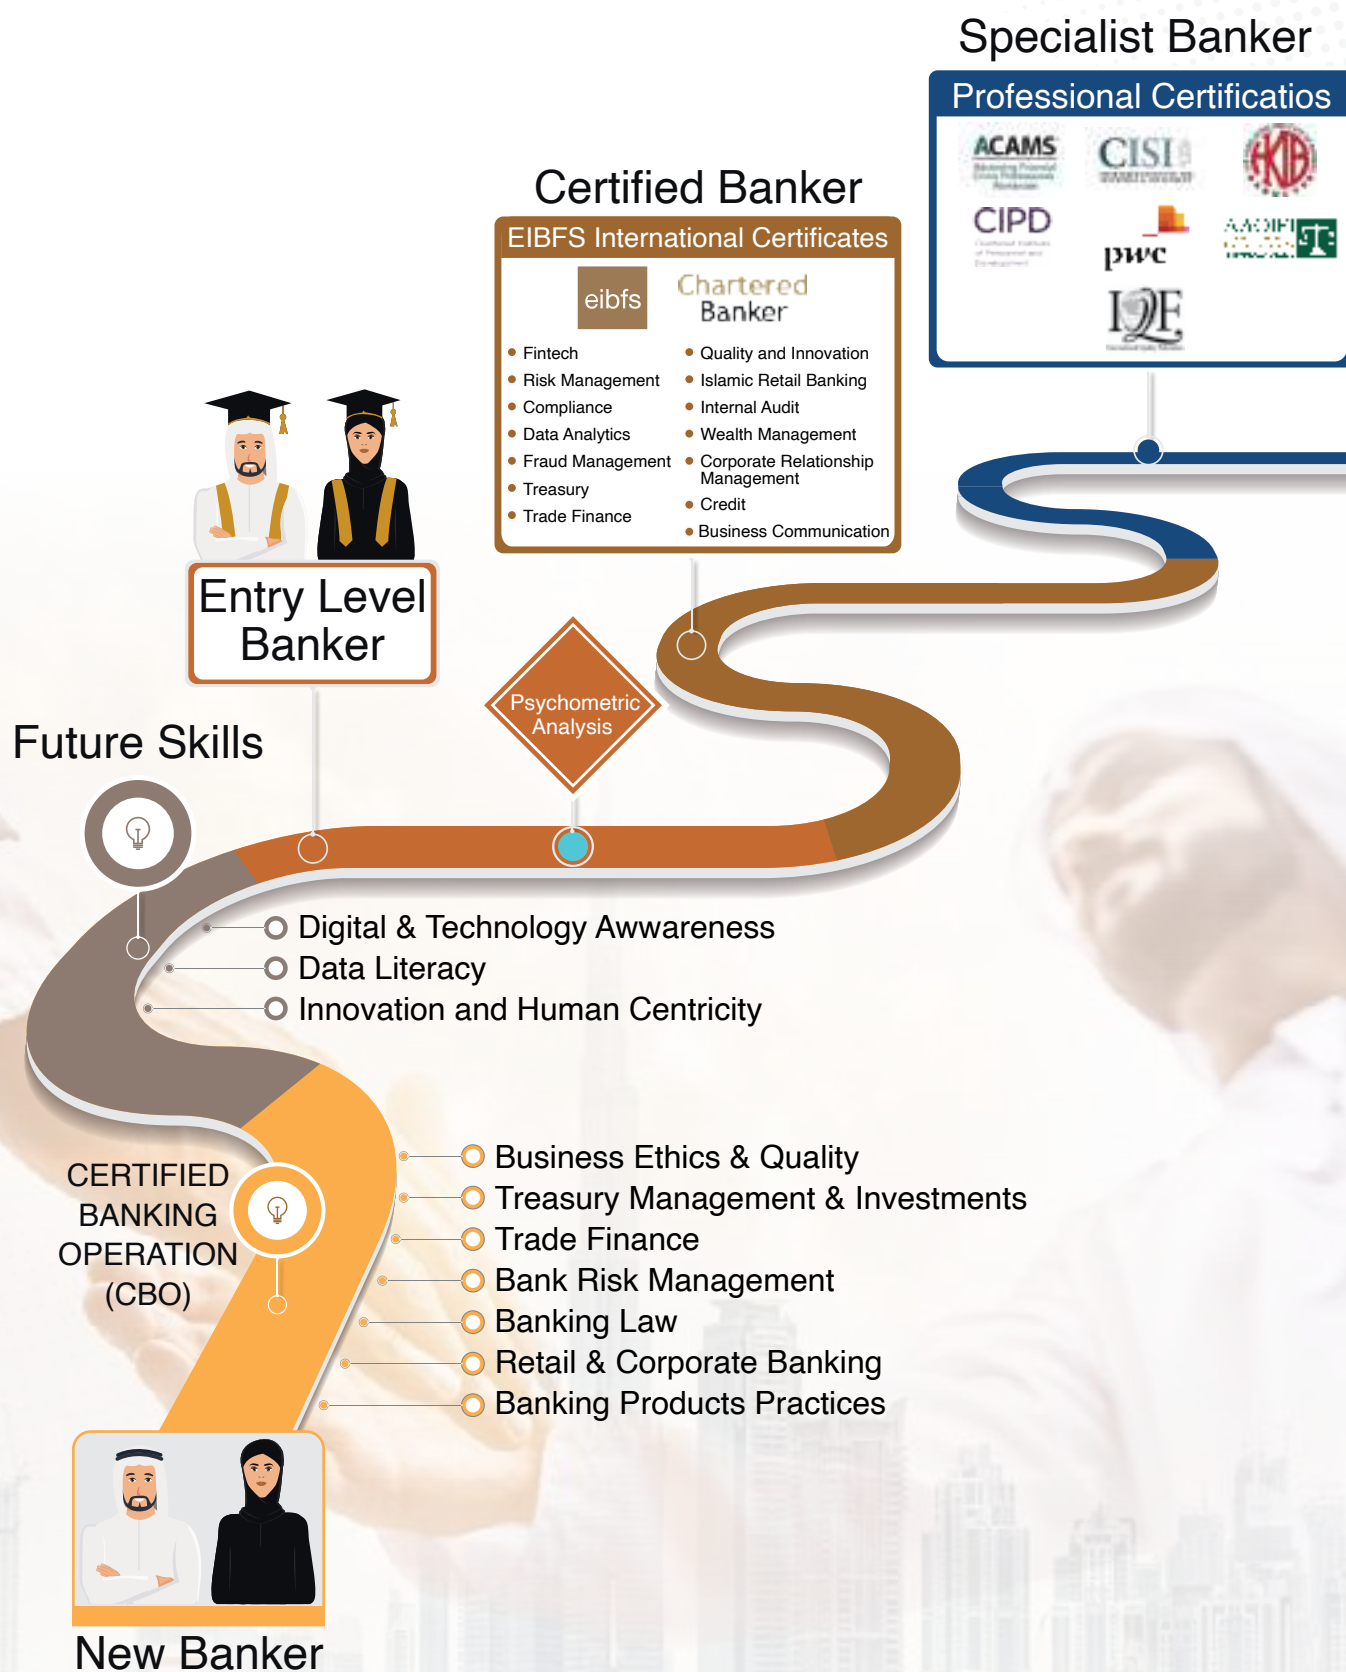 Specialist Banker
Professional Certificatios
ACAMS
CISI
HKIB
CIPD
pwc
AAOIFI
IQE
Certified Banker
EIBFS International Certificates
eibfs
Chartered
Banker
Fintech
Risk Management
Compliance
Data Analytics
Fraud Management
Treasury
Trade Finance
Quality and Innovation
Islamic Retail Banking
Internal Audit
Wealth Management
Corporate Relationship
Management
Credit
Business Communication
Entry Level
Banker
Psychometric
Analysis
Future Skills
Digital & Technology Awwareness
Data Literacy
Innovation and Human Centricity
CERTIFIED
BANKING
OPERATION
(CBO)
Business Ethics & Quality
Treasury Management & Investments
Trade Finance
Bank Risk Management
Banking Law
Retail & Corporate Banking
Banking Products Practices
New Banker